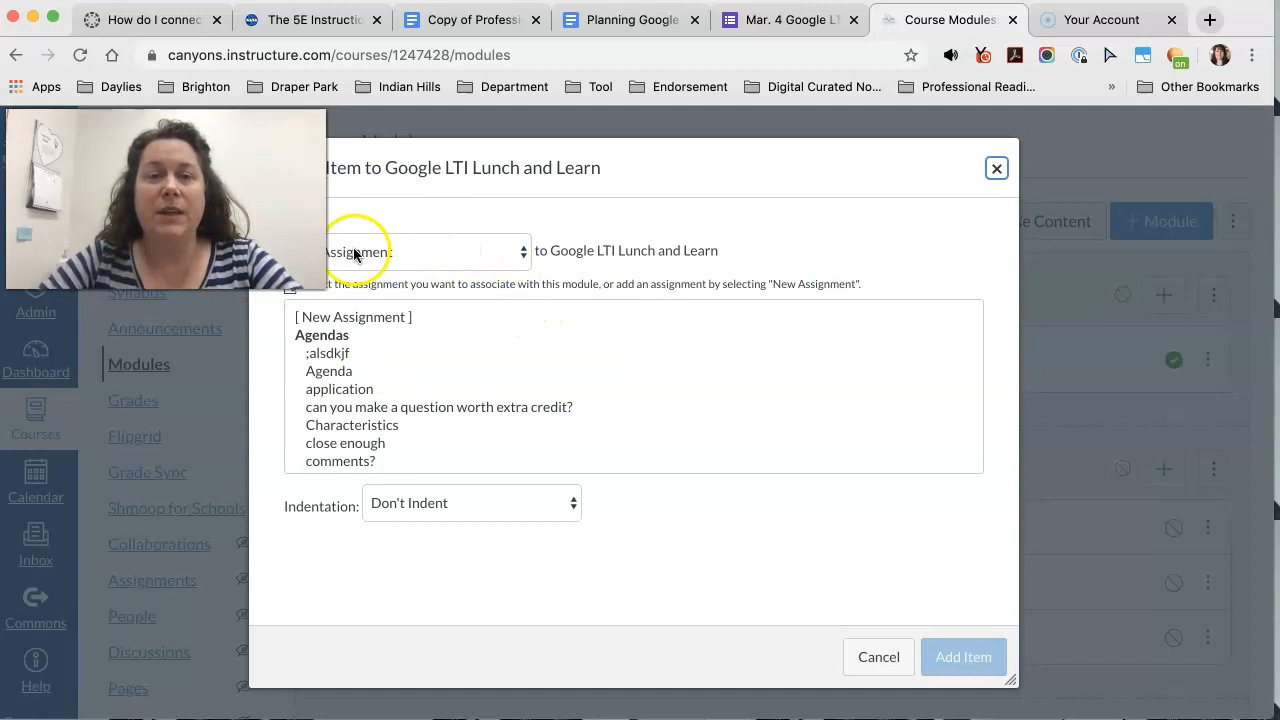 How do I connec
The 5E Instructi
Copy of Profess
Planning Google
Mar. 4 Google LT
Course Modules
Your Account
canyons.instructure.com/courses/1247428/modules
on
Apps
Daylies
Brighton
Draper Park
Indian Hills
Department
Tool
Endorsement
Digital Curated No...
Professional Readi...
»
Other Bookmarks
Item to Google LTI Lunch and Learn
Content
+ Module
Assignment
to Google LTI Lunch and Learn
the assignment you want to associate with this module, or add an assignment by selecting "New Assignment".
[ New Assignment ]
Agendas
;alsdkjf
Agenda
application
can you make a question worth extra credit?
Characteristics
close enough
comments?
Indentation:
Don't Indent
Cancel
Add Item
Admin
Dashboard
Courses
Calendar
Inbox
Commons
Help
Syllabus
Announcements
Modules
Grades
Flipgrid
Grade Sync
Shmoop for Schools
Collaborations
Assignments
People
Discussions
Pages